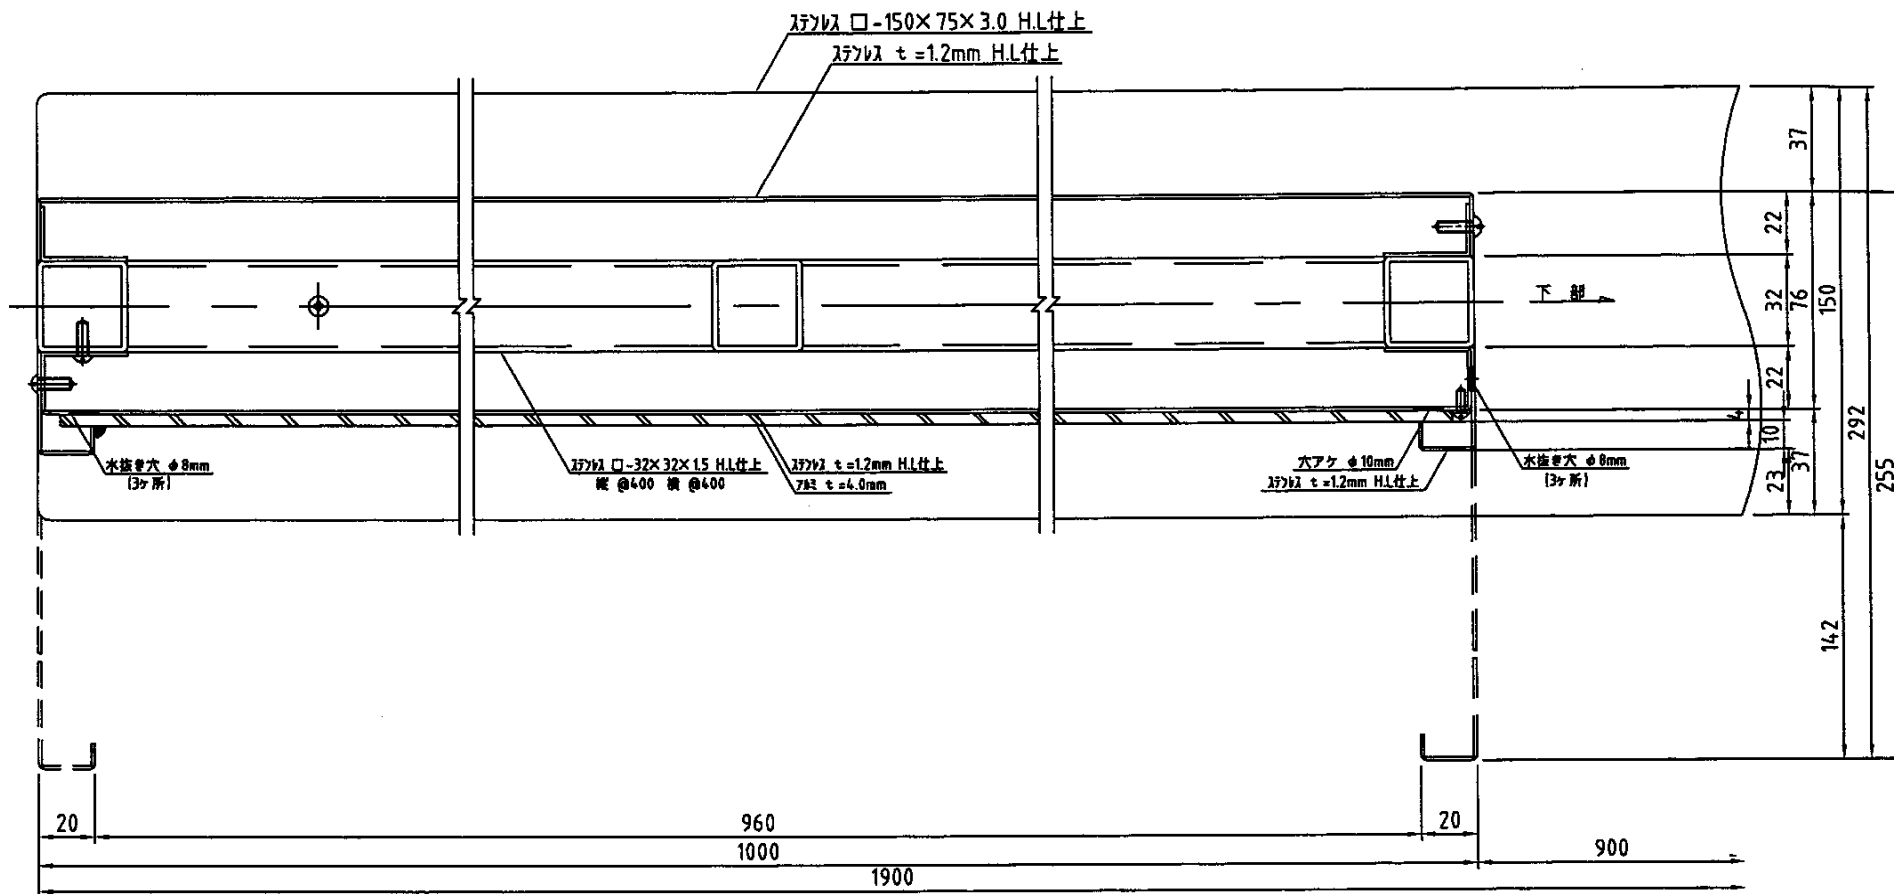 ステンレス □-150×75×3.0 H.L仕上
ステンレス t=1.2mm H.L仕上
37
22
32
76
150
下部
22
4
10
37
23
292
255
142
水抜き穴 φ8mm
(3ヶ所)
ステンレス □-32×32×1.5 H.L仕上
縦 @400 横 @400
ステンレス t=1.2mm H.L仕上
アルミ t=4.0mm
穴アケ φ10mm
ステンレス t=1.2mm H.L仕上
水抜き穴 φ8mm
(3ヶ所)
20
960
20
1000
900
1900